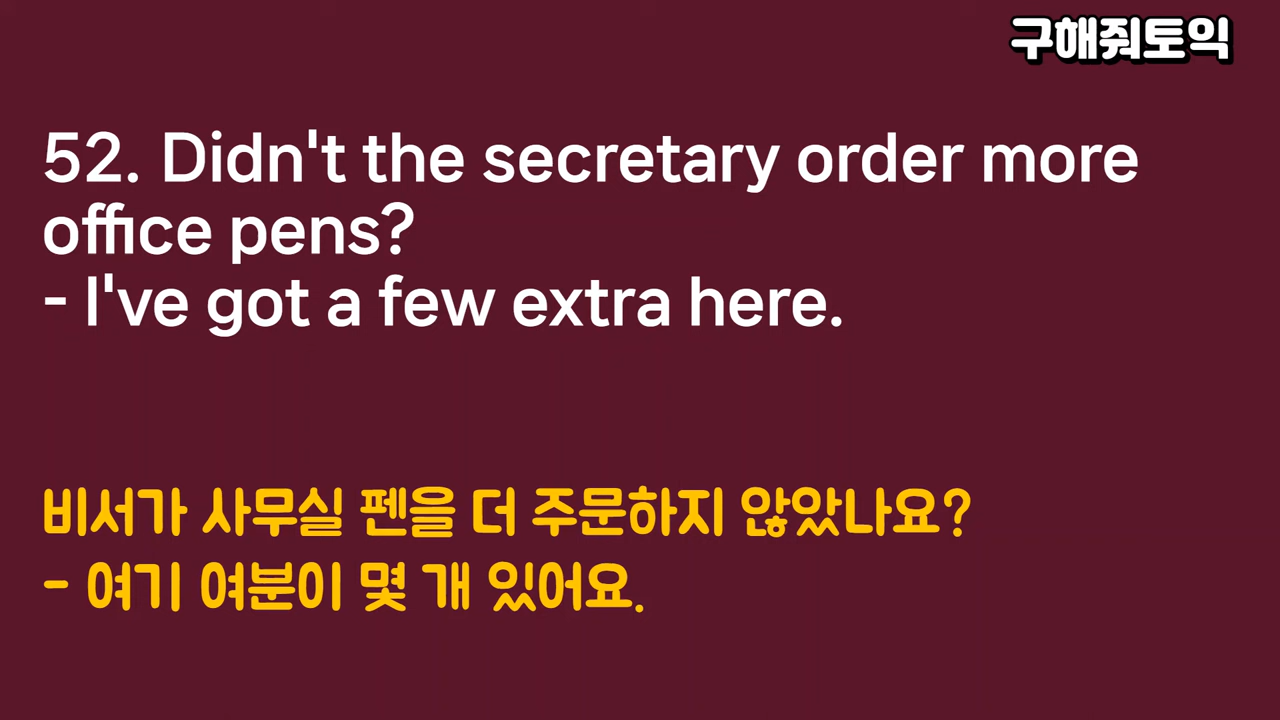 구해줘토익
52. Didn't the secretary order more
office pens?
- I've got a few extra here.
비서가 사무실 펜을 더 주문하지 않았나요?
- 여기 여분이 몇 개 있어요.